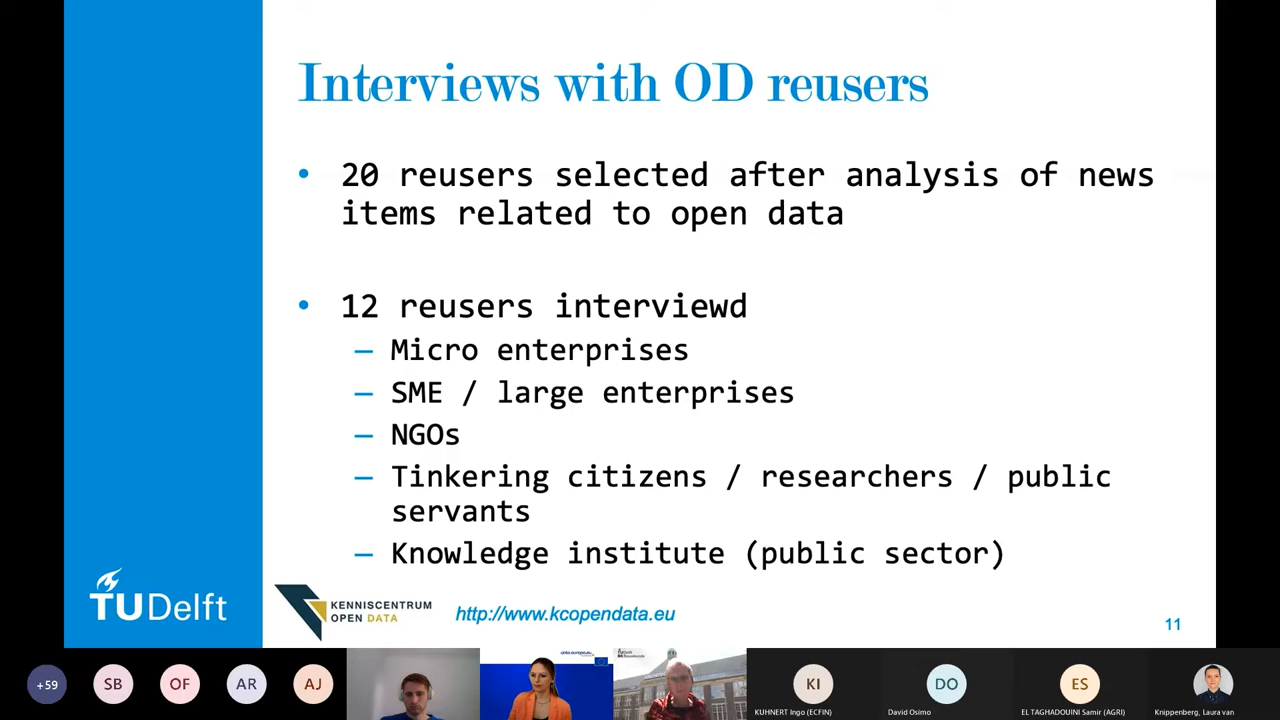 Interviews with OD reusers
• 20 reusers selected after analysis of news
items related to open data
• 12 reusers interviewd
– Micro enterprises
– SME / large enterprises
– NGOs
– Tinkering citizens / researchers / public
servants
– Knowledge institute (public sector)
TUDelft
KENNISCENTRUM
OPEN DATA
http://www.kcopendata.eu
11
+59
SB
OF
AR
AJ
data.europa.eu
KI
KUHNERT Ingo (ECFIN)
DO
David Osimo
ES
EL TAGHADOUINI Samir (AGRI)
Knippenberg, Laura van